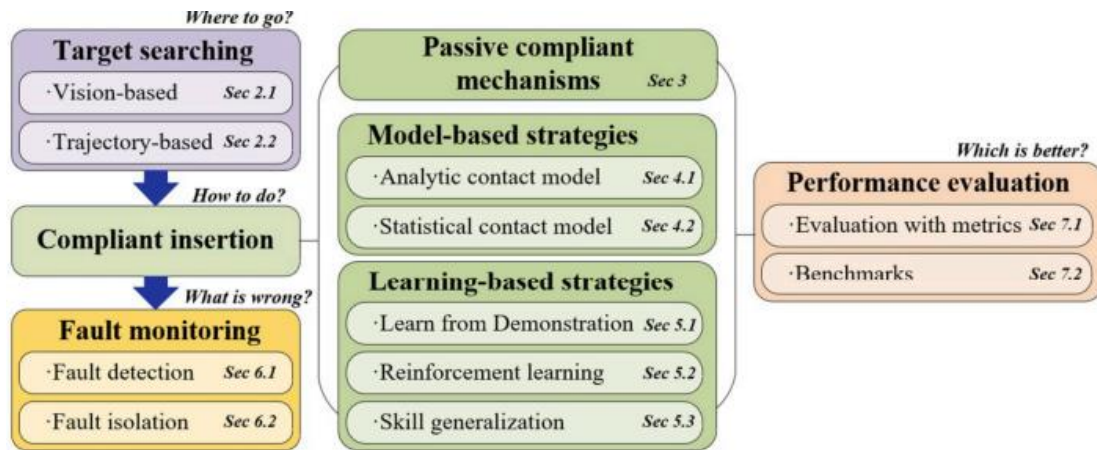 Where to go?
Target searching
·Vision-based Sec 2.1
·Trajectory-based Sec 2.2
How to do?
Compliant insertion
What is wrong?
Fault monitoring
·Fault detection Sec 6.1
·Fault isolation Sec 6.2
Passive compliant
mechanisms Sec 3
Model-based strategies
·Analytic contact model Sec 4.1
·Statistical contact model Sec 4.2
Learning-based strategies
·Learn from Demonstration Sec 5.1
·Reinforcement learning Sec 5.2
·Skill generalization Sec 5.3
Which is better?
Performance evaluation
·Evaluation with metrics Sec 7.1
·Benchmarks Sec 7.2